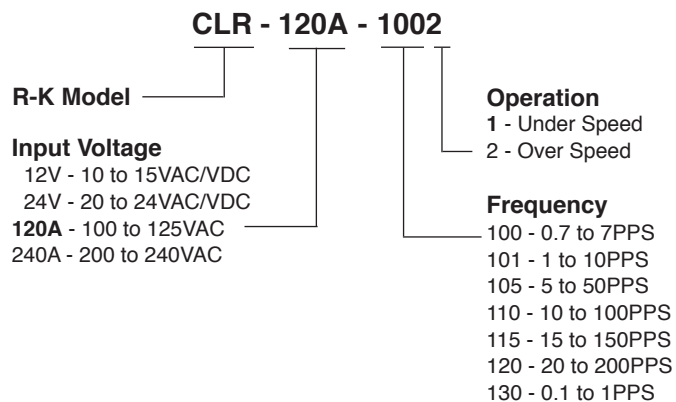 CLR - 120A - 1002
R-K Model
Input Voltage
12V - 10 to 15VAC/VDC
24V - 20 to 24VAC/VDC
120A - 100 to 125VAC
240A - 200 to 240VAC
Operation
1 - Under Speed
2 - Over Speed
Frequency
100 - 0.7 to 7PPS
101 - 1 to 10PPS
105 - 5 to 50PPS
110 - 10 to 100PPS
115 - 15 to 150PPS
120 - 20 to 200PPS
130 - 0.1 to 1PPS